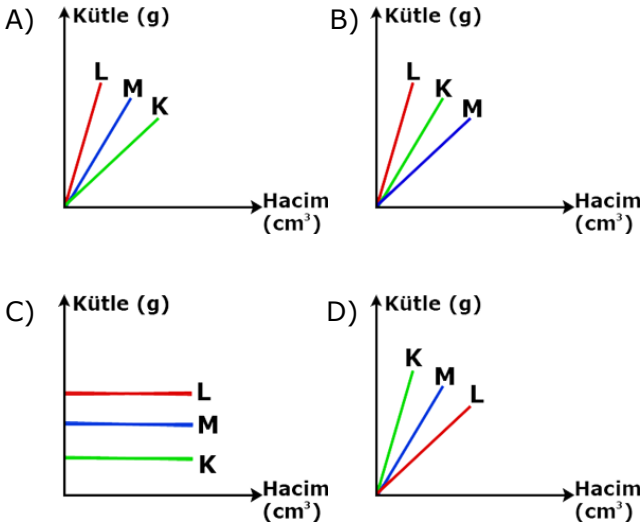 A)
Kütle (g)
L
M
K
Hacim
(cm³)
B)
Kütle (g)
L
K
M
Hacim
(cm³)
C)
Kütle (g)
L
M
K
Hacim
(cm³)
D)
Kütle (g)
K
M
L
Hacim
(cm³)